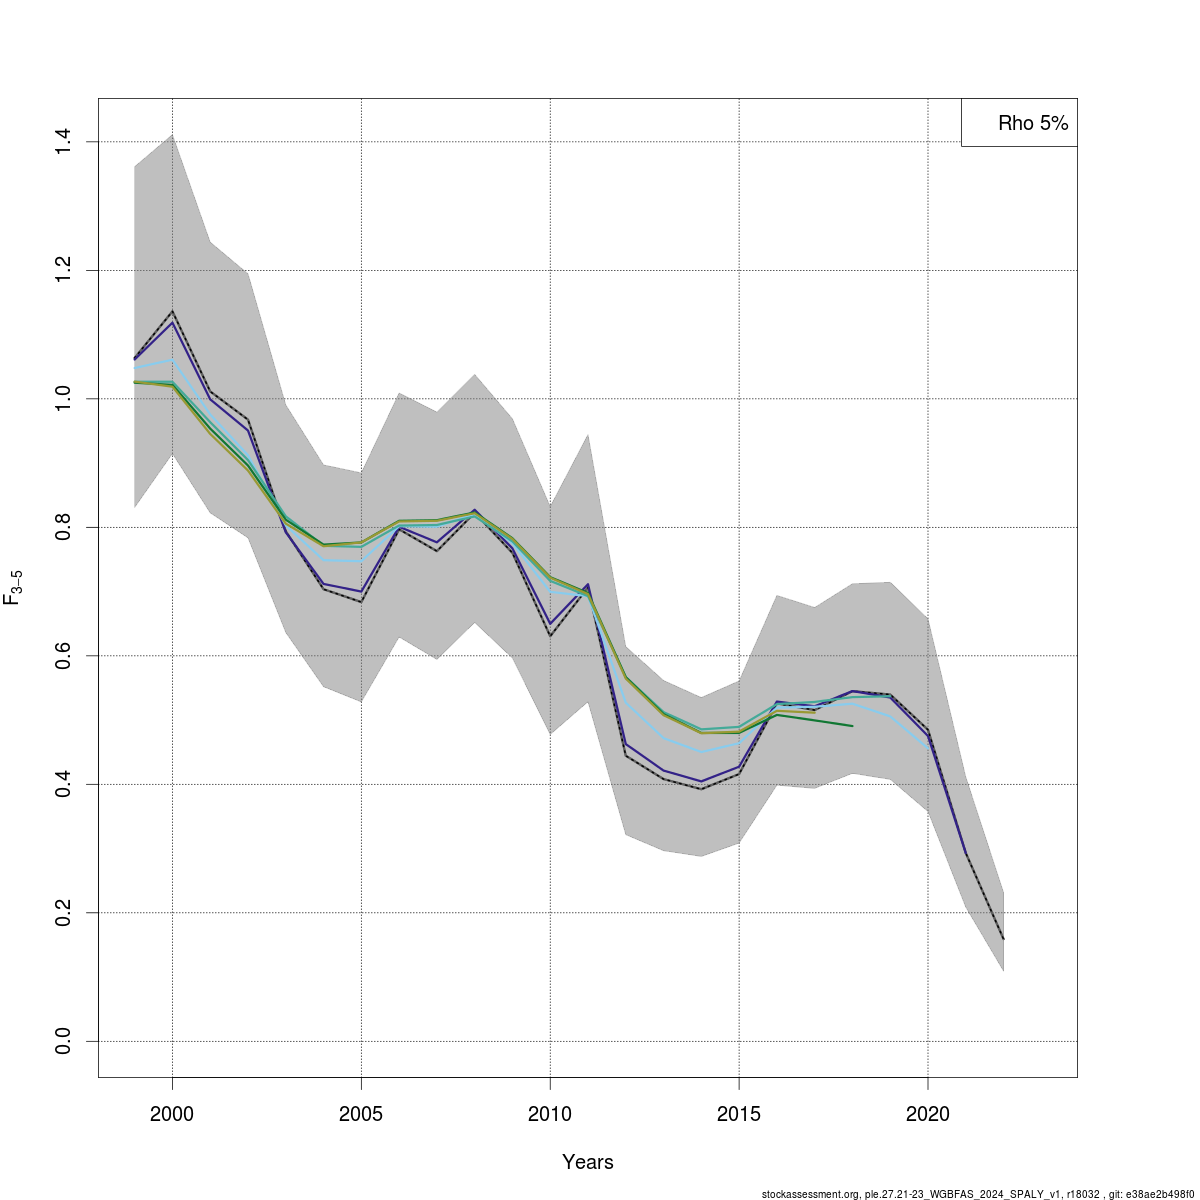 Rho 5%
1.4
1.2
1.0
0.8
0.6
0.4
0.2
0.0
F3–5
2000 2005 2010 2015 2020
Years
stockassessment.org, ple.27.21-23_WGBFAS_2024_SPALY_v1, r18032 , git: e38ae2b496f0